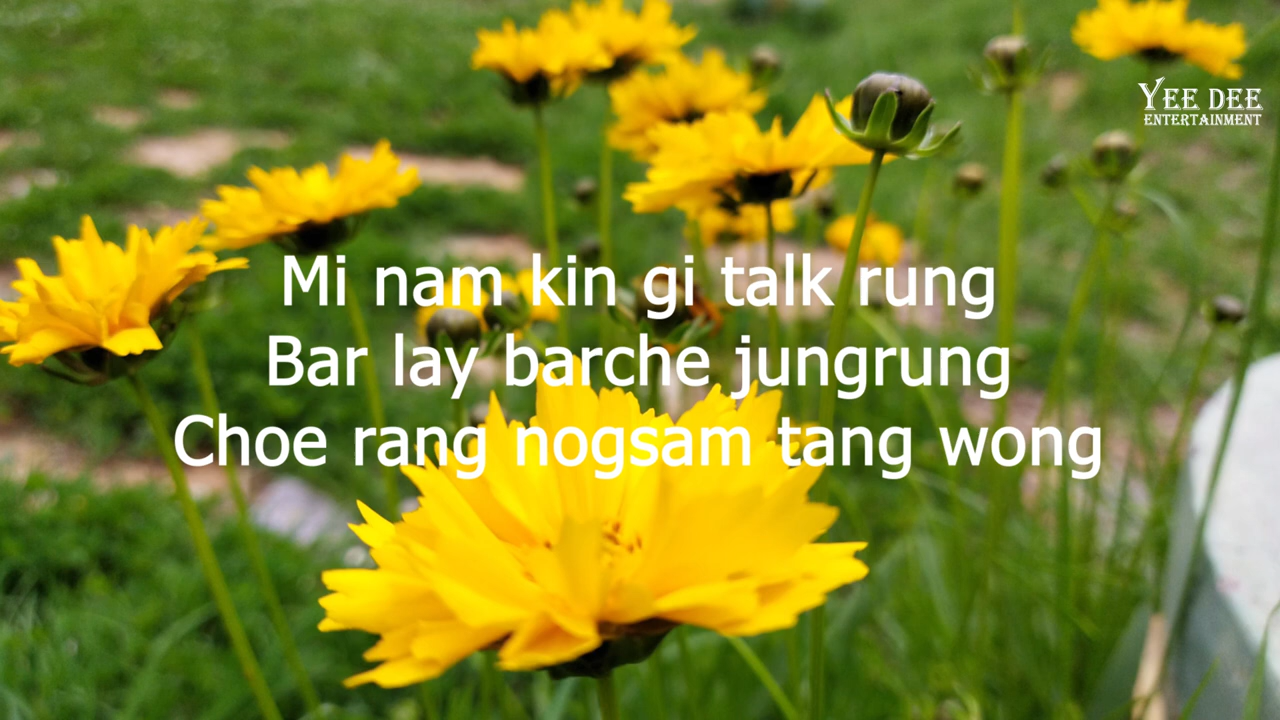 YEE DEE
ENTERTAINMENT
Mi nam kin gi talk rung
Bar lay barche jungrung
Choe rang nogsam tang wong